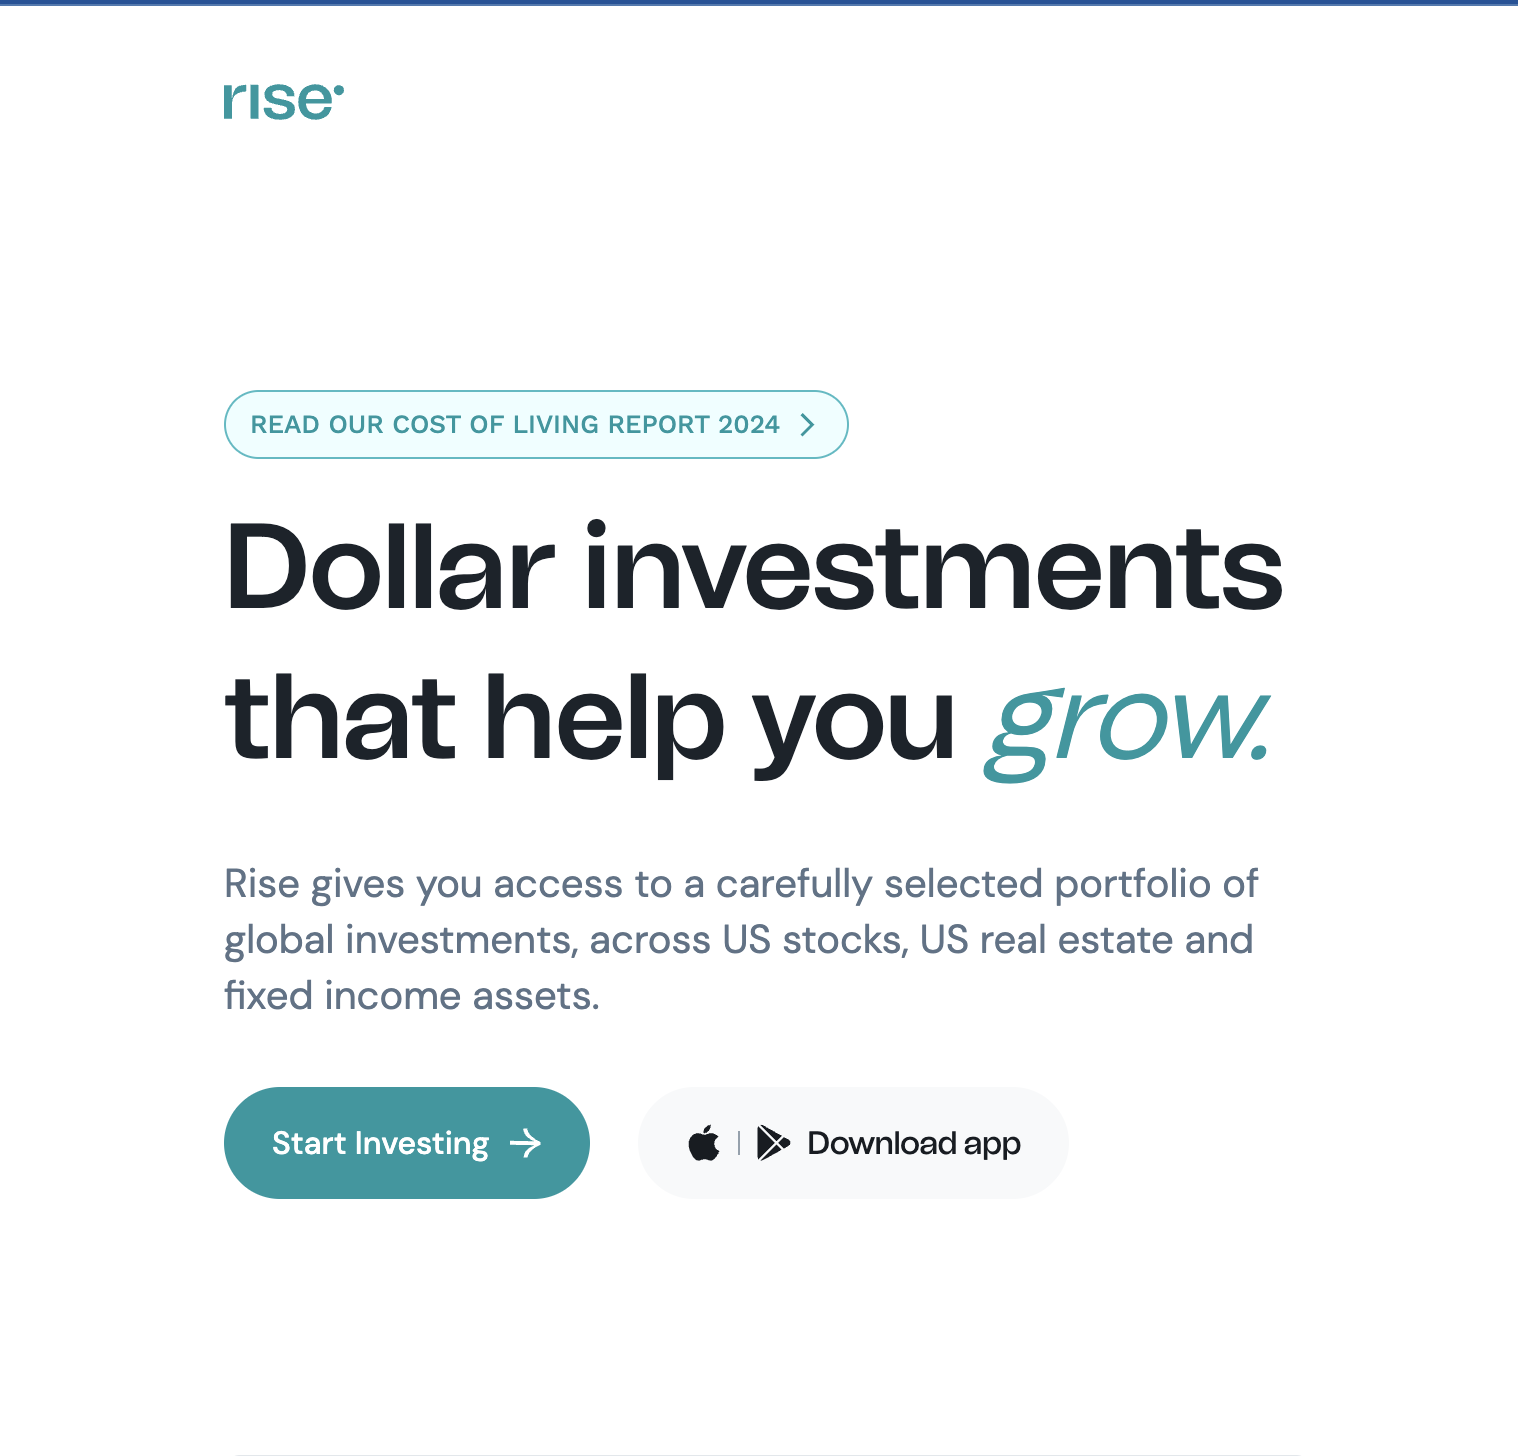 rise
READ OUR COST OF LIVING REPORT 2024
Dollar investments
that help you grow.
Rise gives you access to a carefully selected portfolio of
global investments, across US stocks, US real estate and
fixed income assets.
Start Investing
Download app